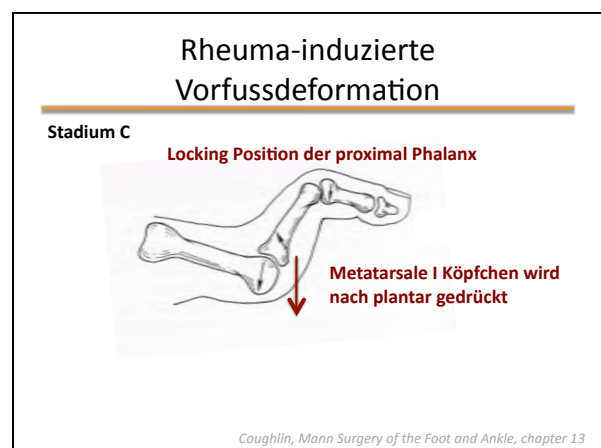 Rheuma-induzierte
Vorfussdeformation
Stadium C
Locking Position der proximal Phalanx
Metatarsale I Köpfchen wird
nach plantar gedrückt
Coughlin, Mann Surgery of the Foot and Ankle, chapter 13